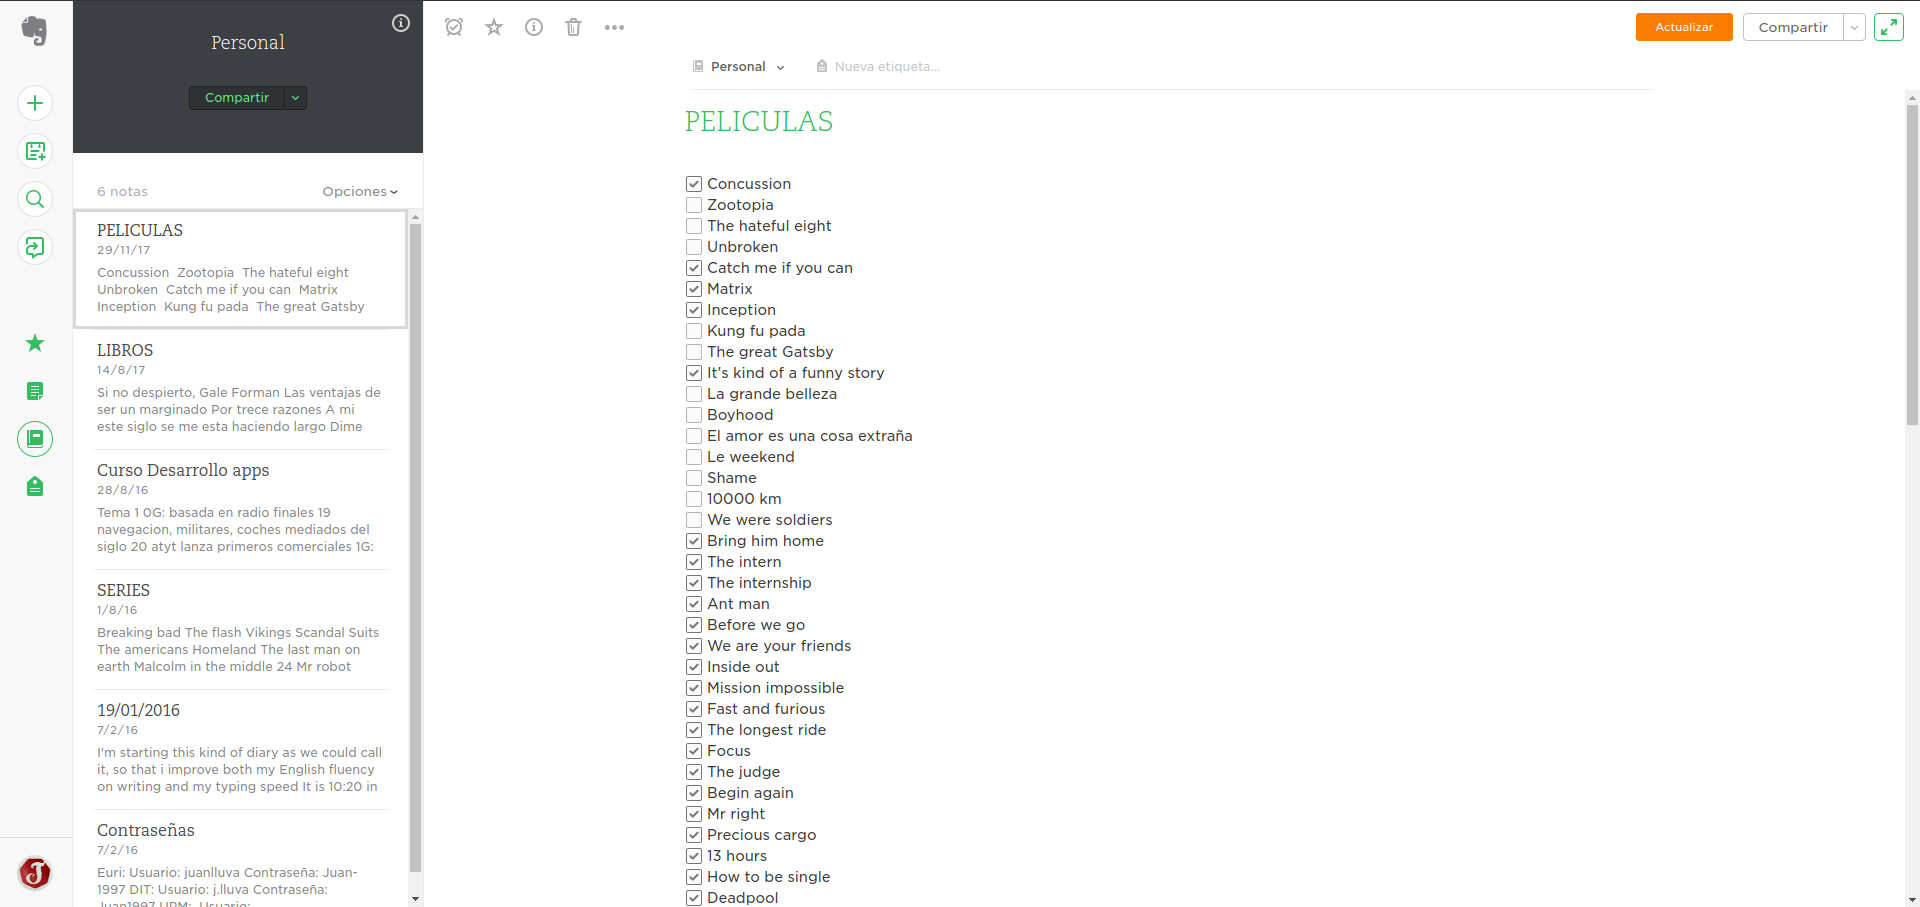 Personal
Compartir
6 notas
Opciones
PELICULAS
29/11/17
Concussion Zootopia The hateful eight
Unbroken Catch me if you can Matrix
Inception Kung fu pada The great Gatsby
LIBROS
14/8/17
Si no despierto, Gale Forman Las ventajas de
ser un marginado Por trece razones A mi
este siglo se me esta haciendo largo Dime
Curso Desarrollo apps
28/8/16
Tema 1 0G: basada en radio finales 19
navegacion, militares, coches mediados del
siglo 20 atyt lanza primeros comerciales 1G:
SERIES
1/8/16
Breaking bad The flash Vikings Scandal Suits
The americans Homeland The last man on
earth Malcolm in the middle 24 Mr robot
19/01/2016
7/2/16
I'm starting this kind of diary as we could call
it, so that i improve both my English fluency
on writing and my typing speed It is 10:20 in
Contraseñas
7/2/16
Euri: Usuario: juanlluva Contraseña: Juan-
1997 DIT: Usuario: j.lluva Contraseña:
Juan1997 UPM: Usuario:
J
Actualizar
Compartir
Personal
Nueva etiqueta...
PELICULAS
Concussion
Zootopia
The hateful eight
Unbroken
Catch me if you can
Matrix
Inception
Kung fu pada
The great Gatsby
It's kind of a funny story
La grande belleza
Boyhood
El amor es una cosa extraña
Le weekend
Shame
10000 km
We were soldiers
Bring him home
The intern
The internship
Ant man
Before we go
We are your friends
Inside out
Mission impossible
Fast and furious
The longest ride
Focus
The judge
Begin again
Mr right
Precious cargo
13 hours
How to be single
Deadpool